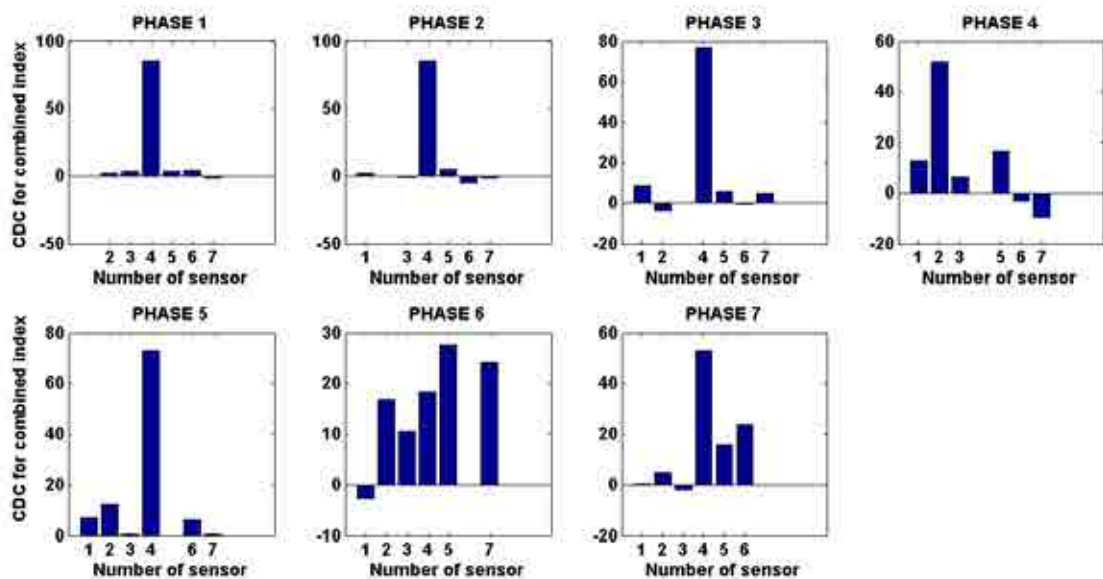 PHASE 1
PHASE 2
PHASE 3
PHASE 4
CDC for combined index
100
50
0
-50
2 3 4 5 6 7
Number of sensor
100
50
0
-50
1 3 4 5 6 7
Number of sensor
80
60
40
20
0
-20
1 2 4 5 6 7
Number of sensor
60
40
20
0
-20
1 2 3 5 6 7
Number of sensor
PHASE 5
PHASE 6
PHASE 7
CDC for combined index
80
60
40
20
0
1 2 3 4 6 7
Number of sensor
30
20
10
0
-10
1 2 3 4 5 7
Number of sensor
60
40
20
0
-20
1 2 3 4 5 6
Number of sensor